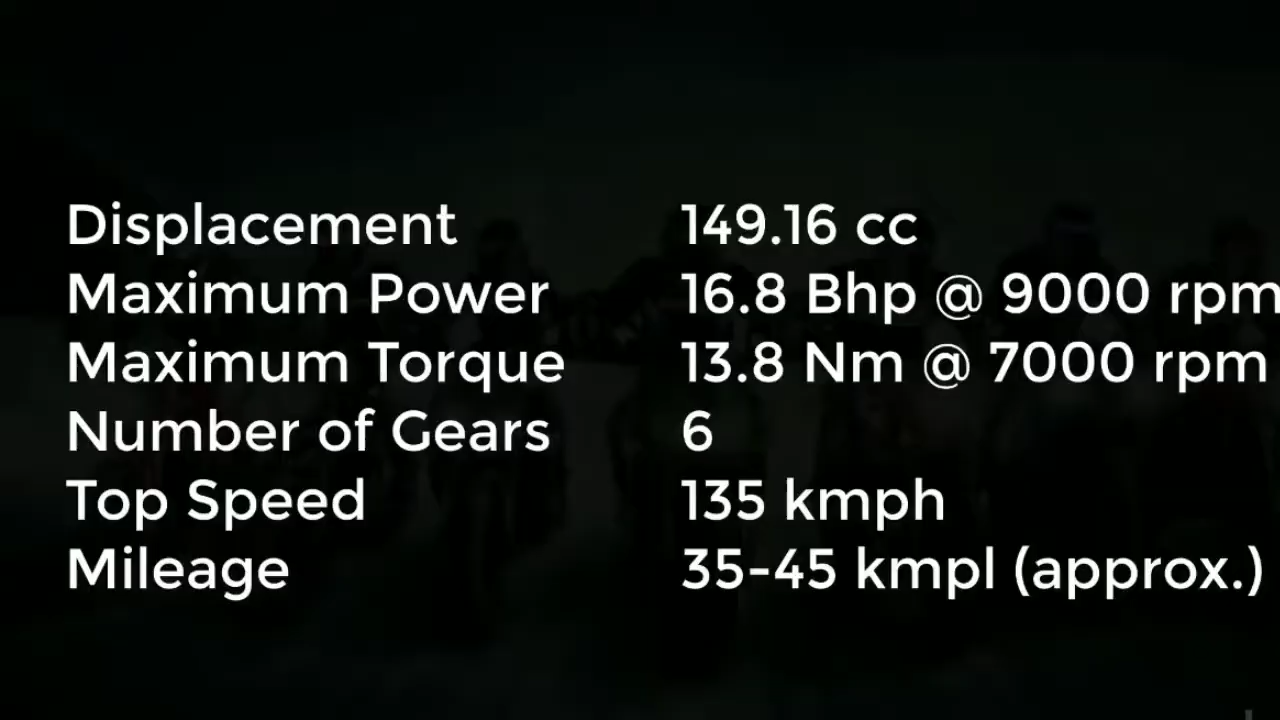 Displacement 149.16 cc
Maximum Power 16.8 Bhp @ 9000 rpm
Maximum Torque 13.8 Nm @ 7000 rpm
Number of Gears 6
Top Speed 135 kmph
Mileage 35-45 kmpl (approx.)